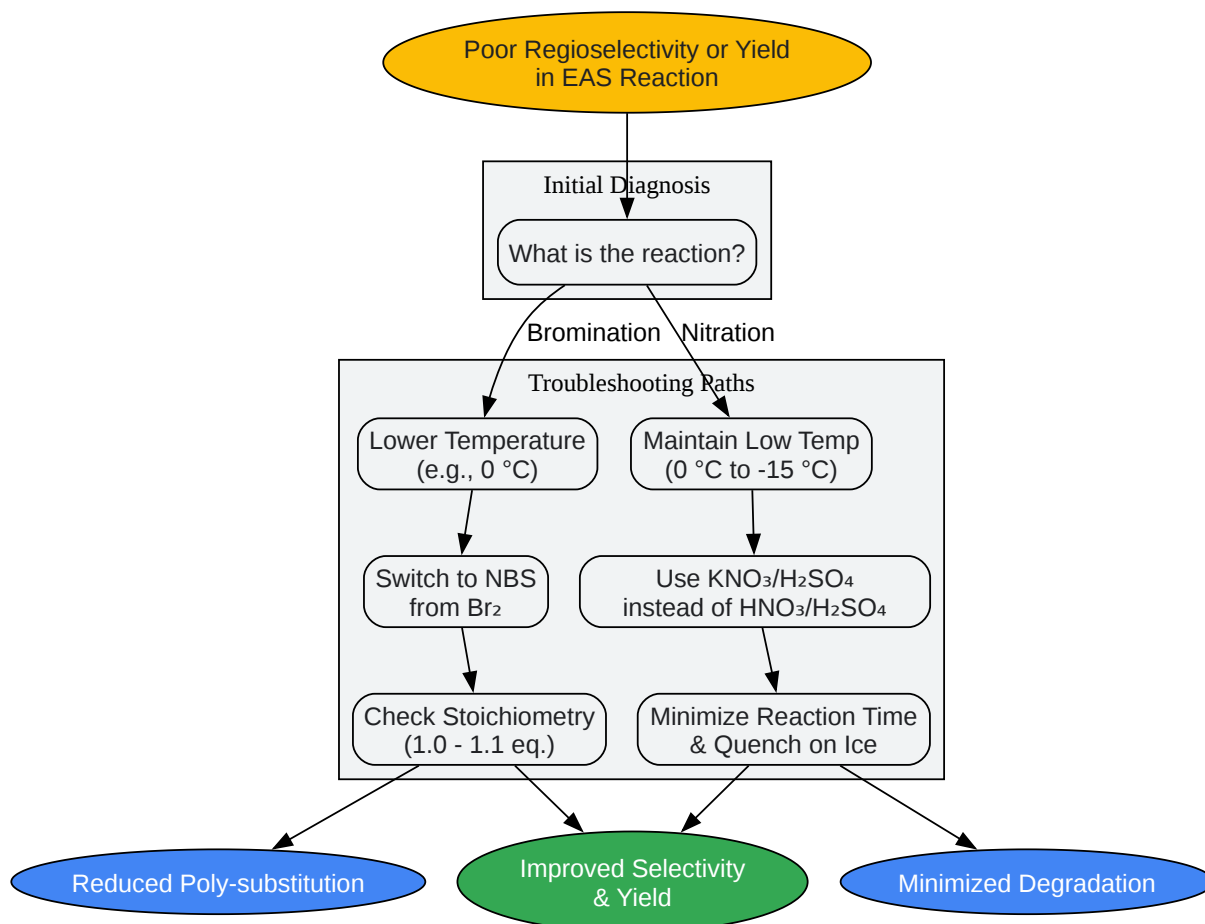 Poor Regioselectivity or Yield
in EAS Reaction
Initial Diagnosis
What is the reaction?
Bromination
Nitration
Troubleshooting Paths
Lower Temperature
(e.g., 0 °C)
Maintain Low Temp
(0 °C to -15 °C)
Switch to NBS
from Br₂
Use KNO₃/H₂SO₄
instead of HNO₃/H₂SO₄
Check Stoichiometry
(1.0 - 1.1 eq.)
Minimize Reaction Time
& Quench on Ice
Reduced Poly-substitution
Improved Selectivity
& Yield
Minimized Degradation